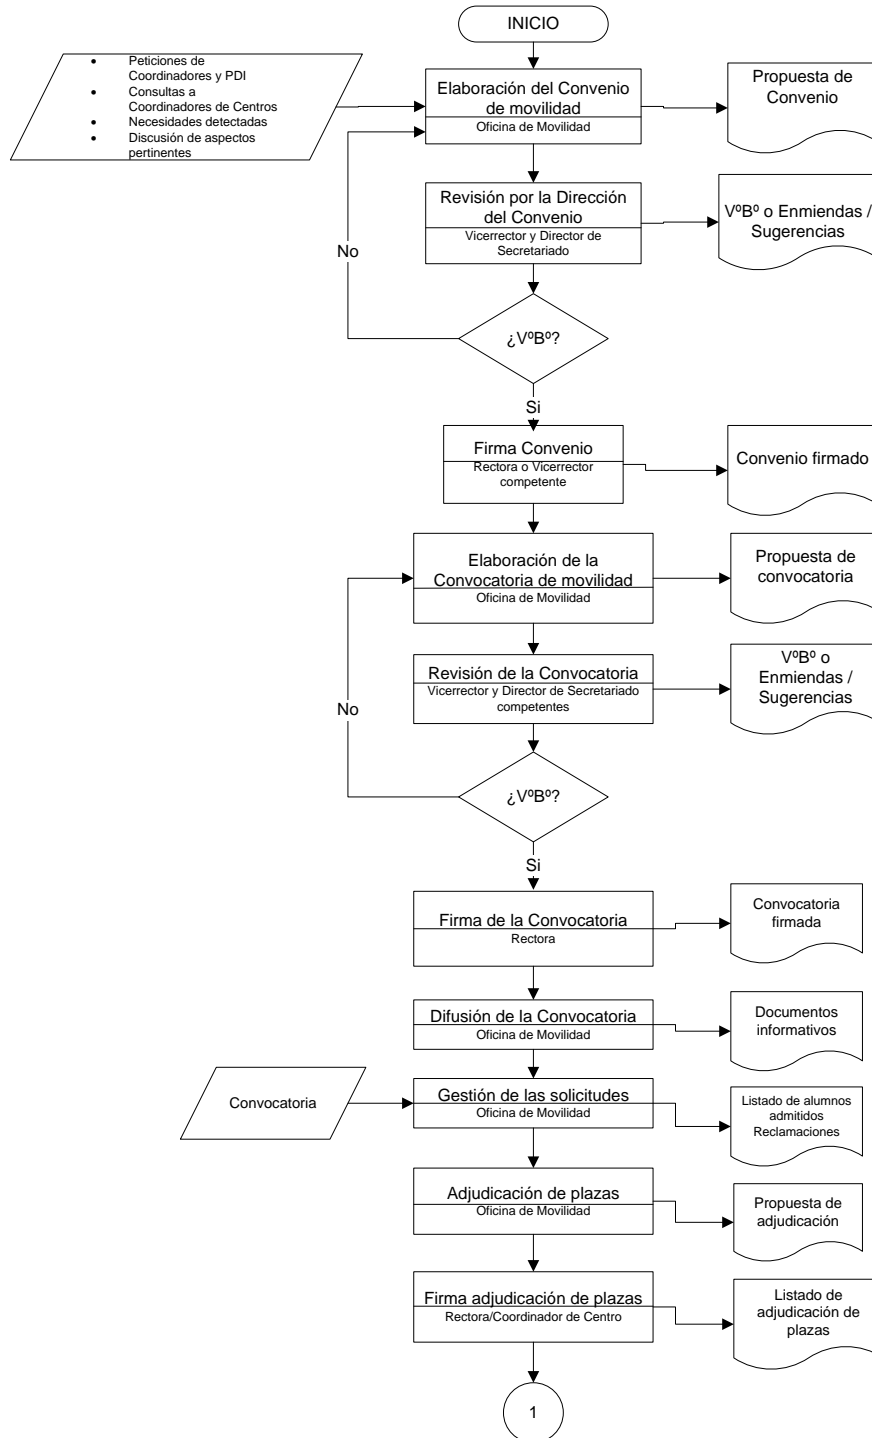 INICIO
• Peticiones de
Coordinadores y PDI
• Consultas a
Coordinadores de Centros
• Necesidades detectadas
• Discusión de aspectos
pertinentes
Elaboración del Convenio
de movilidad
Oficina de Movilidad
Propuesta de
Convenio
Revisión por la Dirección
del Convenio
Vicerrector y Director de
Secretariado
VºBº o Enmiendas /
Sugerencias
No
¿VºBº?
Si
Firma Convenio
Rectora o Vicerrector
competente
Convenio firmado
Elaboración de la
Convocatoria de movilidad
Oficina de Movilidad
Propuesta de
convocatoria
Revisión de la Convocatoria
Vicerrector y Director de Secretariado
competentes
VºBº o
Enmiendas /
Sugerencias
No
¿VºBº?
Si
Firma de la Convocatoria
Rectora
Convocatoria
firmada
Difusión de la Convocatoria
Oficina de Movilidad
Documentos
informativos
Convocatoria
Gestión de las solicitudes
Oficina de Movilidad
Listado de alumnos
admitidos
Reclamaciones
Adjudicación de plazas
Oficina de Movilidad
Propuesta de
adjudicación
Firma adjudicación de plazas
Rectora/Coordinador de Centro
Listado de
adjudicación de
plazas
1